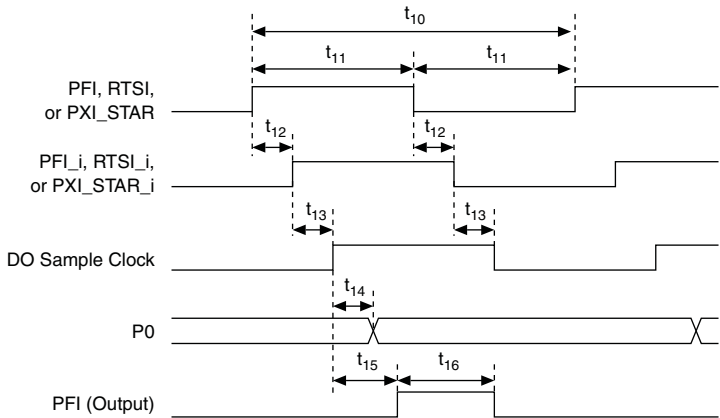 t10
t11 t11
PFI, RTSI,
or PXI_STAR
t12 t12
PFI_i, RTSI_i,
or PXI_STAR_i
t13 t13
DO Sample Clock
t14
P0
t15 t16
PFI (Output)